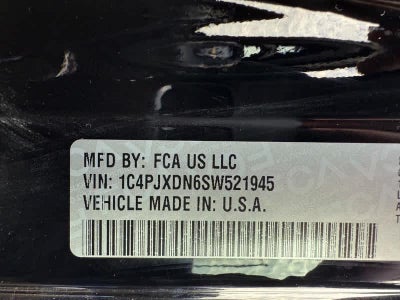 MFD BY: FCA US LLC
VIN: 1C4PJXDN6SW521945
VEHICLE MADE IN: U.S.A.